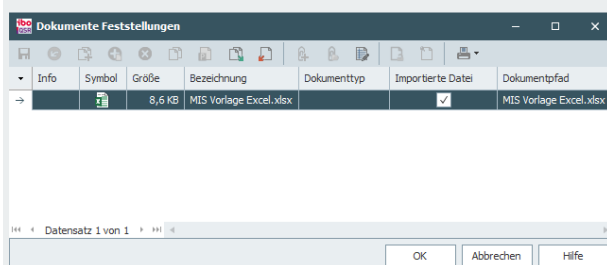 ibo QSR Dokumente Feststellungen
Info Symbol Größe Bezeichnung Dokumenttyp Importierte Datei Dokumentpfad
8,6 KB MIS Vorlage Excel.xlsx MIS Vorlage Excel.xlsx
Datensatz 1 von 1
OK Abbrechen Hilfe